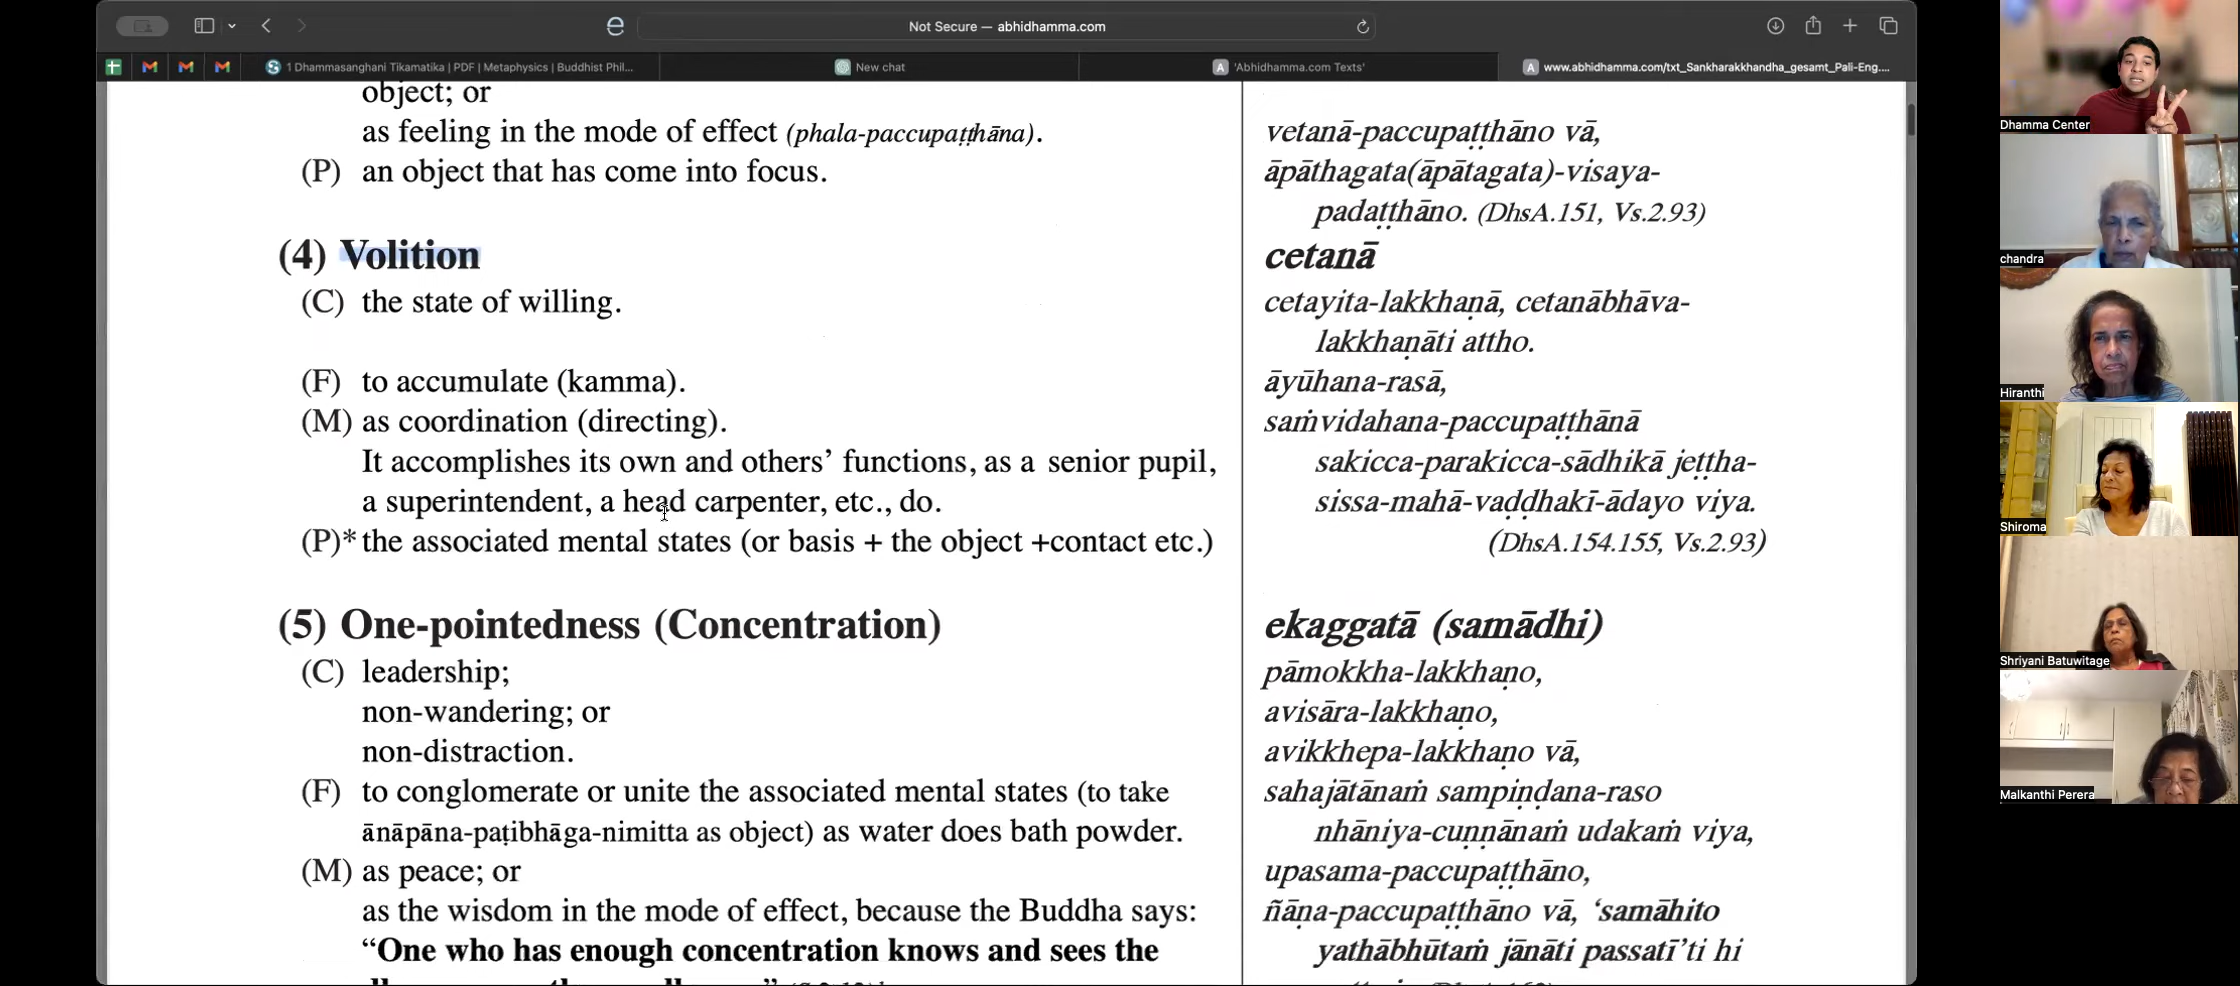 Not Secure — abhidhamma.com
1 Dhammasanghani Tikamatika | PDF | Metaphysics | Buddhist Phil...
New chat
'Abhidhamma.com Texts'
www.abhidhamma.com/txt_Sankharakkhandha_gesamt_Pali-Eng....
object; or
as feeling in the mode of effect (phala-paccupaṭṭhāna).
(P) an object that has come into focus.
(4) Volition
(C) the state of willing.
(F) to accumulate (kamma).
(M) as coordination (directing).
It accomplishes its own and others’ functions, as a senior pupil,
a superintendent, a head carpenter, etc., do.
(P)* the associated mental states (or basis + the object +contact etc.)
(5) One-pointedness (Concentration)
(C) leadership;
non-wandering; or
non-distraction.
(F) to conglomerate or unite the associated mental states (to take
ānāpāna-paṭibhāga-nimitta as object) as water does bath powder.
(M) as peace; or
as the wisdom in the mode of effect, because the Buddha says:
“One who has enough concentration knows and sees the
vetanā-paccupaṭṭhāno vā,
āpāthagata(āpātagata)-visaya-
padaṭṭhāno. (DhsA.151, Vs.2.93)
cetanā
cetayita-lakkhaṇā, cetanābhāva-
lakkhaṇāti attho.
āyūhana-rasā,
saṁvidahana-paccupaṭṭhānā
sakicca-parakicca-sādhikā jeṭṭha-
sissa-mahā-vaḍḍhakī-ādayo viya.
(DhsA.154.155, Vs.2.93)
ekaggatā (samādhi)
pāmokkha-lakkhaṇo,
avisāra-lakkhaṇo,
avikkhepa-lakkhaṇo vā,
sahajātānaṁ sampiṇḍana-raso
nhāniya-cuṇṇānaṁ udakaṁ viya,
upasama-paccupaṭṭhāno,
ñāṇa-paccupaṭṭhāno vā, ‘samāhito
yathābhūtaṁ jānāti passatī’ti hi
Dhamma Center
chandra
Hiranthi
Shiroma
Shriyani Batuwitage
Malkanthi Perera